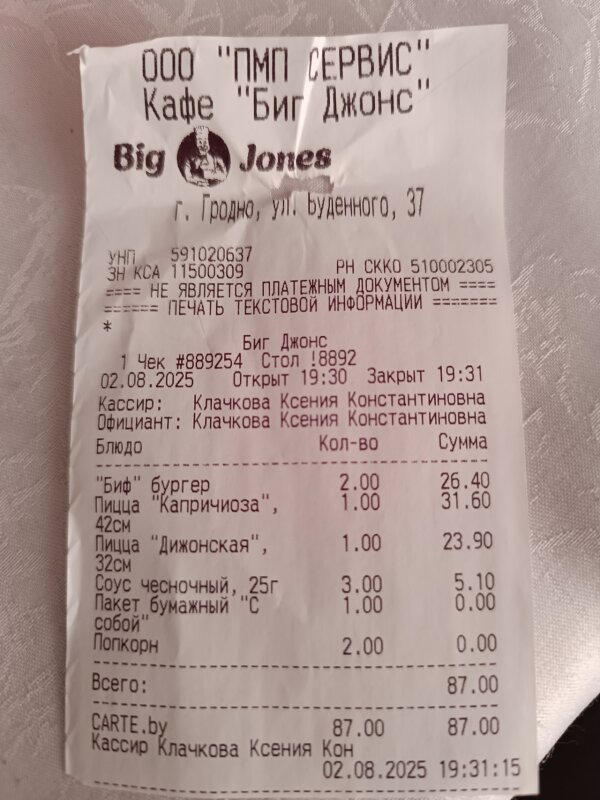 ООО "ПМП СЕРВИС"
Кафе "Биг Джонс"
Big Jones
г. Гродно, ул. Буденного, 37
УНП 591020637
ЗН КСА 11500309 РН СККО 510002305
==== НЕ ЯВЛЯЕТСЯ ПЛАТЕЖНЫМ ДОКУМЕНТОМ ====
====== ПЕЧАТЬ ТЕКСТОВОЙ ИНФОРМАЦИИ =======
*
Биг Джонс
1 Чек #889254 Стол !8892
02.08.2025 Открыт 19:30 Закрыт 19:31
Кассир: Клачкова Ксения Константиновна
Официант: Клачкова Ксения Константиновна
Блюдо Кол-во Сумма
"Биф" бургер 2.00 26.40
Пицца "Капричиоза", 1.00 31.60
42см
Пицца "Дижонская", 1.00 23.90
32см
Соус чесночный, 25г 3.00 5.10
Пакет бумажный "С 1.00 0.00
собой"
Попкорн 2.00 0.00
Всего: 87.00
CARTE.by 87.00 87.00
Кассир Клачкова Ксения Кон
02.08.2025 19:31:15